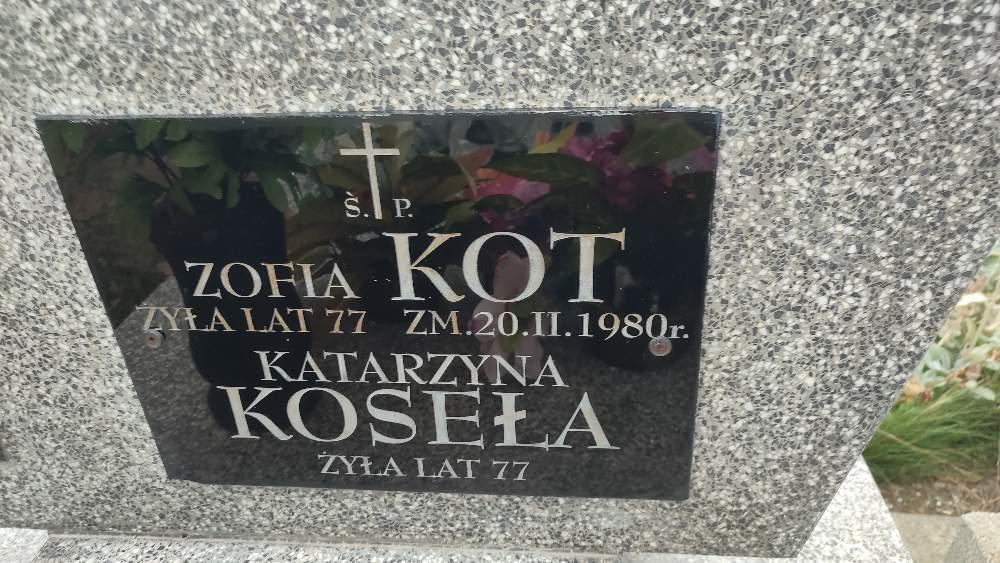 Ś. P.
ZOFIA KOT
ŻYŁA LAT 77 ZM.20.II.1980r.
KATARZYNA
KOSEŁA
ŻYŁA LAT 77